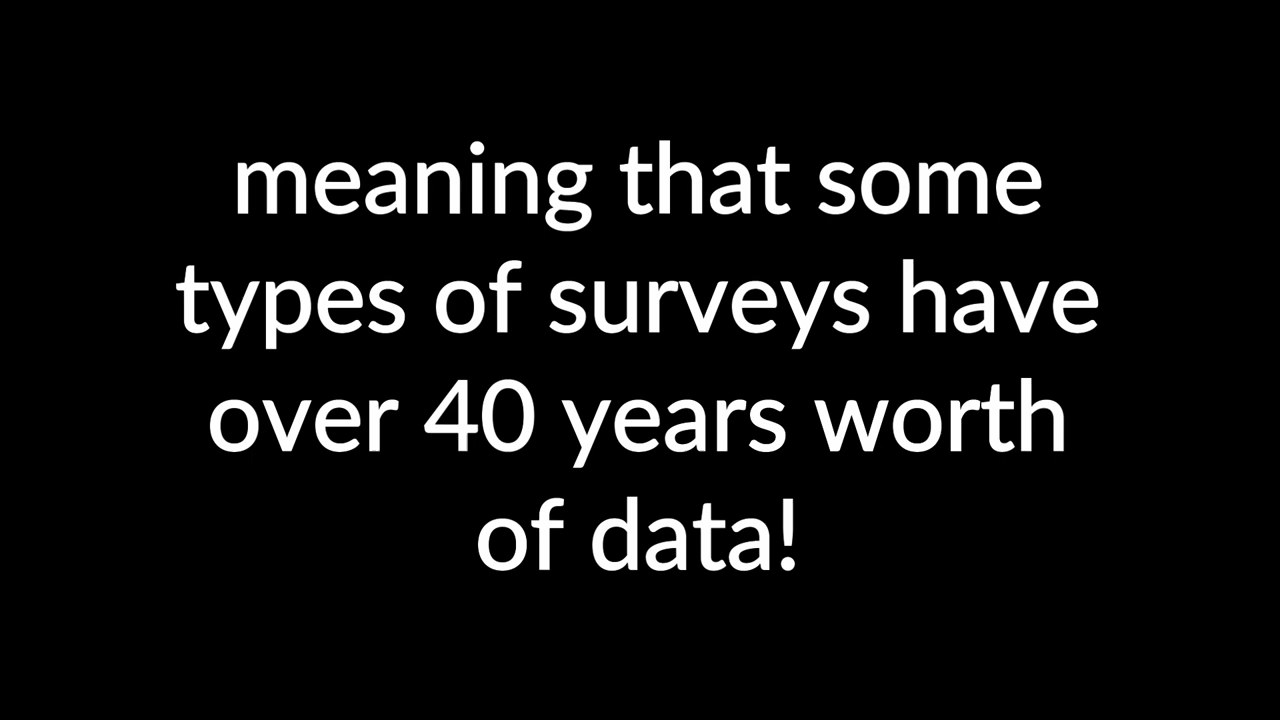 meaning that some
types of surveys have
over 40 years worth
of data!